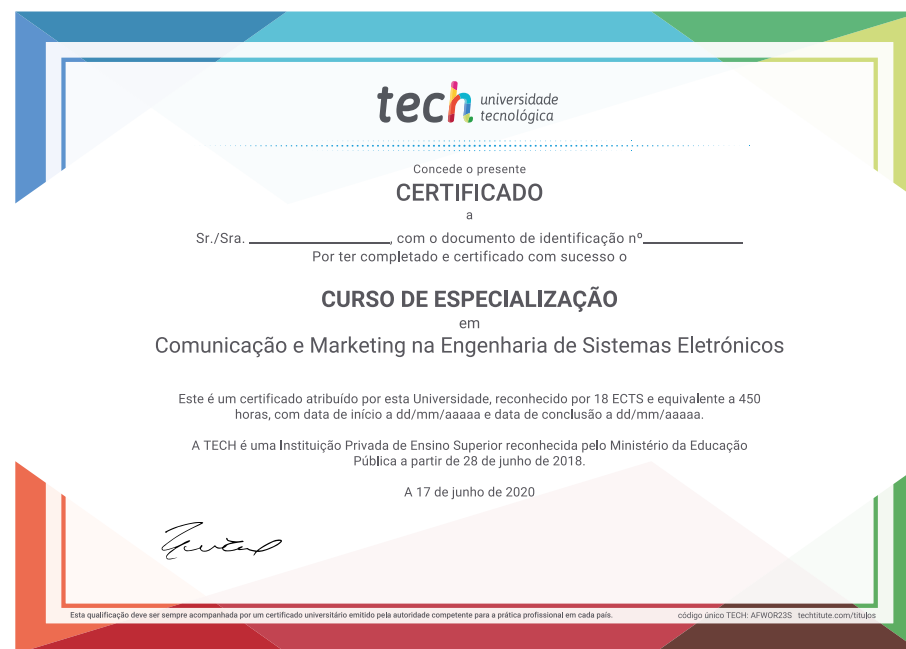 tech universidade
tecnológica
Concede o presente
CERTIFICADO
a
Sr./Sra. ____________________, com o documento de identificação nº______________
Por ter completado e certificado com sucesso o
CURSO DE ESPECIALIZAÇÃO
em
Comunicação e Marketing na Engenharia de Sistemas Eletrónicos
Este é um certificado atribuído por esta Universidade, reconhecido por 18 ECTS e equivalente a 450
horas, com data de início a dd/mm/aaaaa e data de conclusão a dd/mm/aaaaa.
A TECH é uma Instituição Privada de Ensino Superior reconhecida pelo Ministério da Educação
Pública a partir de 28 de junho de 2018.
A 17 de junho de 2020
Esta qualificação deve ser sempre acompanhada por um certificado universitário emitido pela autoridade competente para a prática profissional em cada país.
código único TECH: AFWOR23S techtitute.com/titulos